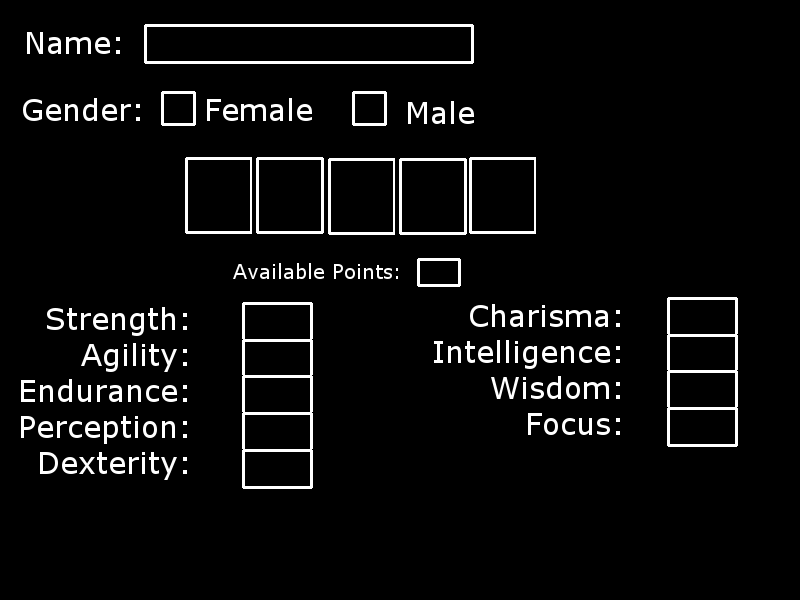 Name:
Gender: Female Male
Available Points:
Strength:
Agility:
Endurance:
Perception:
Dexterity:
Charisma:
Intelligence:
Wisdom:
Focus: